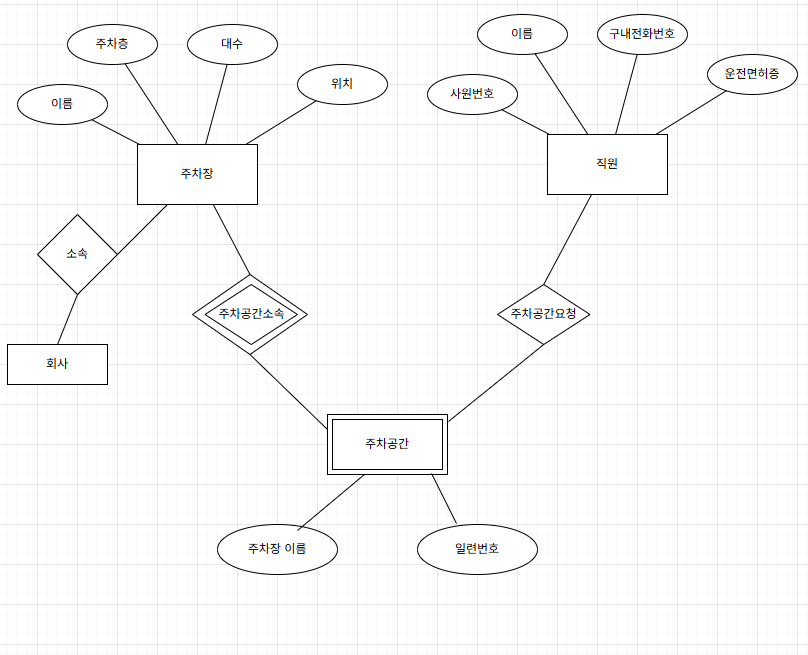 이름
구내전화번호
주차층
대수
운전면허증
위치
사원번호
이름
직원
주차장
소속
주차공간소속
주차공간요청
회사
주차공간
주차장 이름
일련번호